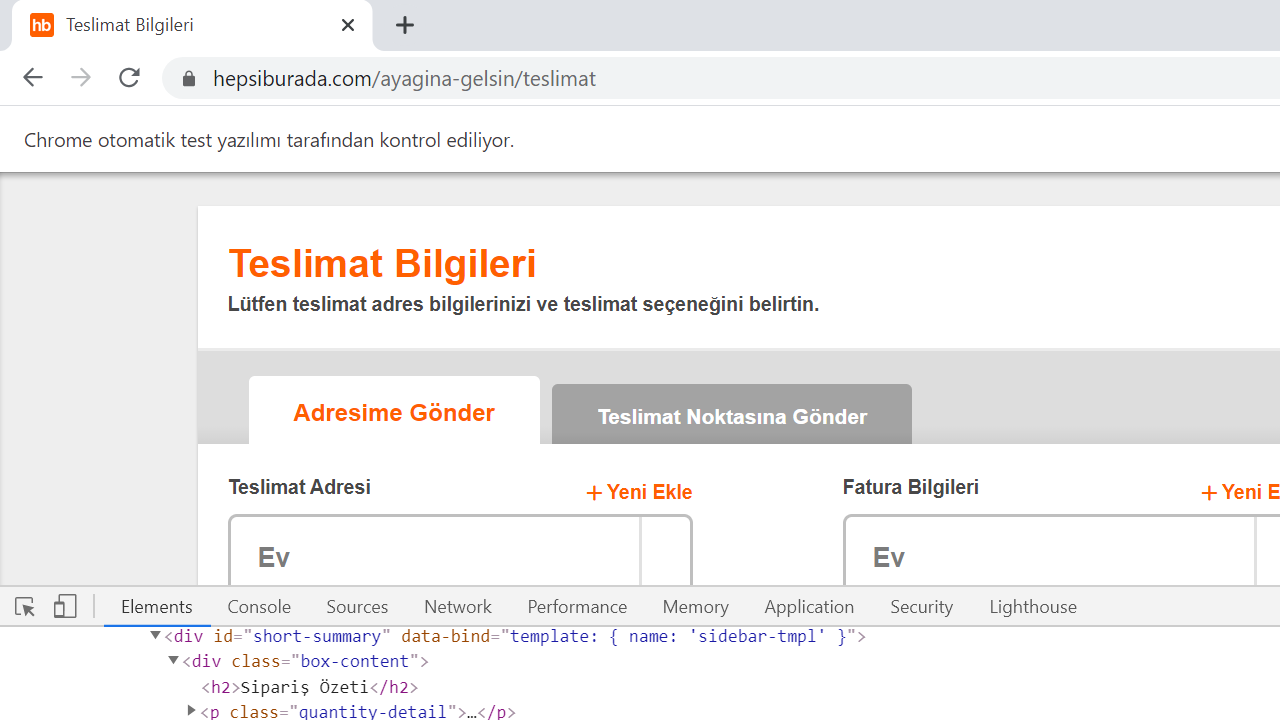 hb Teslimat Bilgileri
hepsiburada.com/ayagina-gelsin/teslimat
Chrome otomatik test yazılımı tarafından kontrol ediliyor.
Teslimat Bilgileri
Lütfen teslimat adres bilgilerinizi ve teslimat seçeneğini belirtin.
Adresime Gönder Teslimat Noktasına Gönder
Teslimat Adresi + Yeni Ekle Fatura Bilgileri + Yeni E
Ev Ev
Elements Console Sources Network Performance Memory Application Security Lighthouse
<div id="short-summary" data-bind="template: { name: 'sidebar-tmpl' }">
<div class="box-content">
<h2>Sipariş Özeti</h2>
<p class="quantity-detail">…</p>